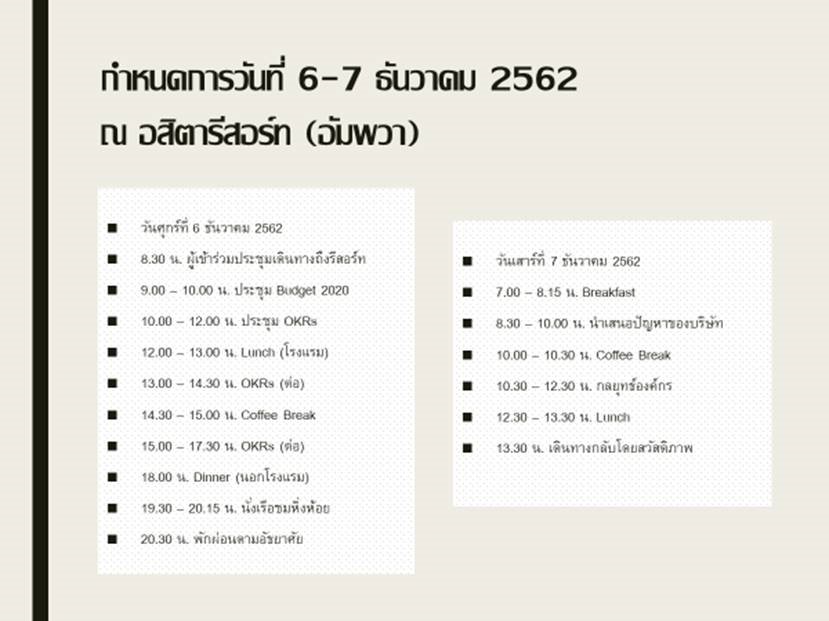 กำหนดการวันที่ 6-7 ธันวาคม 2562
ณ อสิตารีสอร์ท (อัมพวา)
วันศุกร์ที่ 6 ธันวาคม 2562
8.30 น. ผู้เข้าร่วมประชุมเดินทางถึงรีสอร์ท
9.00 – 10.00 น. ประชุม Budget 2020
10.00 – 12.00 น. ประชุม OKRs
12.00 – 13.00 น. Lunch (โรงแรม)
13.00 – 14.30 น. OKRs (ต่อ)
14.30 – 15.00 น. Coffee Break
15.00 – 17.30 น. OKRs (ต่อ)
18.00 น. Dinner (นอกโรงแรม)
19.30 – 20.15 น. นั่งเรือชมหิ่งห้อย
20.30 น. พักผ่อนตามอัธยาศัย
วันเสาร์ที่ 7 ธันวาคม 2562
7.00 – 8.15 น. Breakfast
8.30 – 10.00 น. นำเสนอปัญหาของบริษัท
10.00 – 10.30 น. Coffee Break
10.30 – 12.30 น. กลยุทธ์องค์กร
12.30 – 13.30 น. Lunch
13.30 น. เดินทางกลับโดยสวัสดิภาพ